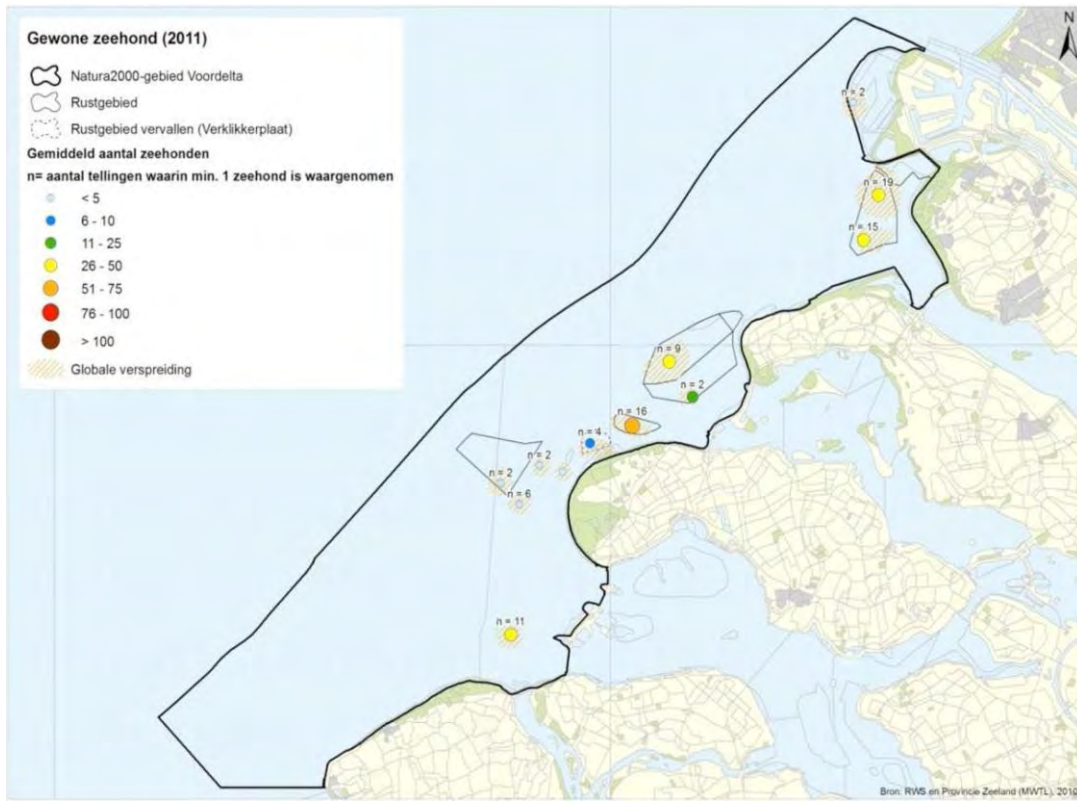 Gewone zeehond (2011)
Natura2000-gebied Voordelta
Rustgebied
Rustgebied vervallen (Verklikkerplaat)
Gemiddeld aantal zeehonden
n= aantal tellingen waarin min. 1 zeehond is waargenomen
< 5
6 - 10
11 - 25
26 - 50
51 - 75
76 - 100
> 100
Globale verspreiding
N
n = 2
n = 19
n = 15
n = 9
n = 2
n = 16
n = 4
n = 2
n = 2
n = 6
n = 11
Bron: RWS en Provincie Zeeland (MWTL), 2010